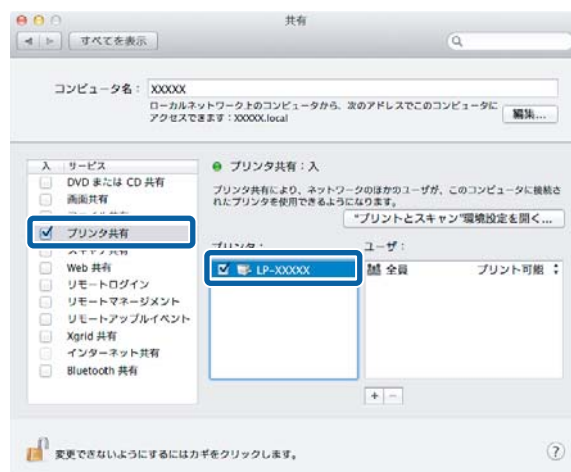 共有
すべてを表示
コンピュータ名： XXXXX
ローカルネットワーク上のコンピュータから、次のアドレスでこのコンピュータに
アクセスできます：XXXXX.local
編集...
入 サービス
DVD または CD 共有
画面共有
プリンタ共有
Web 共有
リモートログイン
リモートマネージメント
リモートアップルイベント
Xgrid 共有
インターネット共有
Bluetooth 共有
プリンタ共有：入
プリンタ共有により、ネットワークのほかのユーザが、このコンピュータに接続さ
れたプリンタを使用できるようになります。
"プリントとスキャン"環境設定を開く...
プリンタ：
LP-XXXXX
ユーザ：
全員 プリント可能
+ −
変更できないようにするにはカギをクリックします。
?